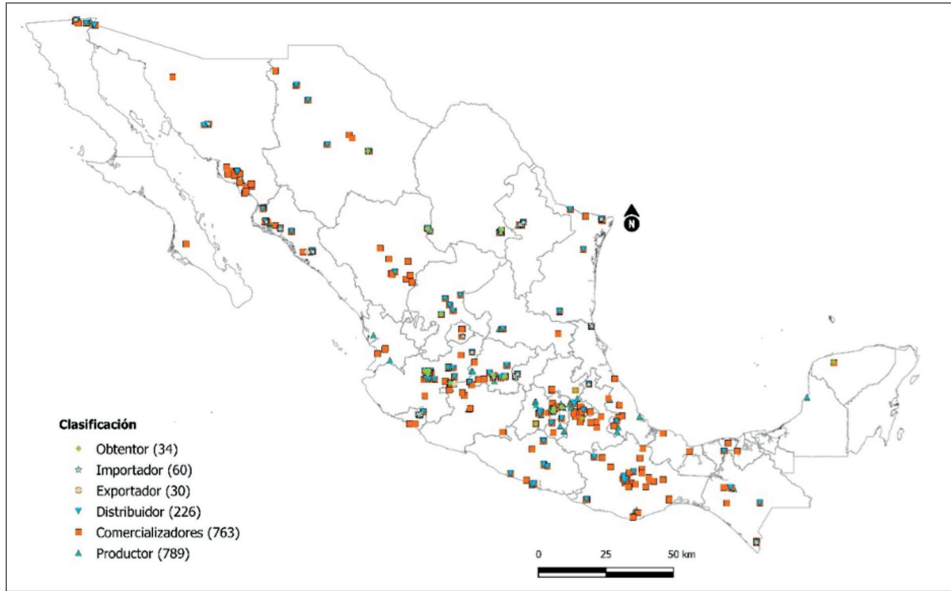 N
Clasificación
Obtentor (34)
Importador (60)
Exportador (30)
Distribuidor (226)
Comercializadores (763)
Productor (789)
0 25 50 km